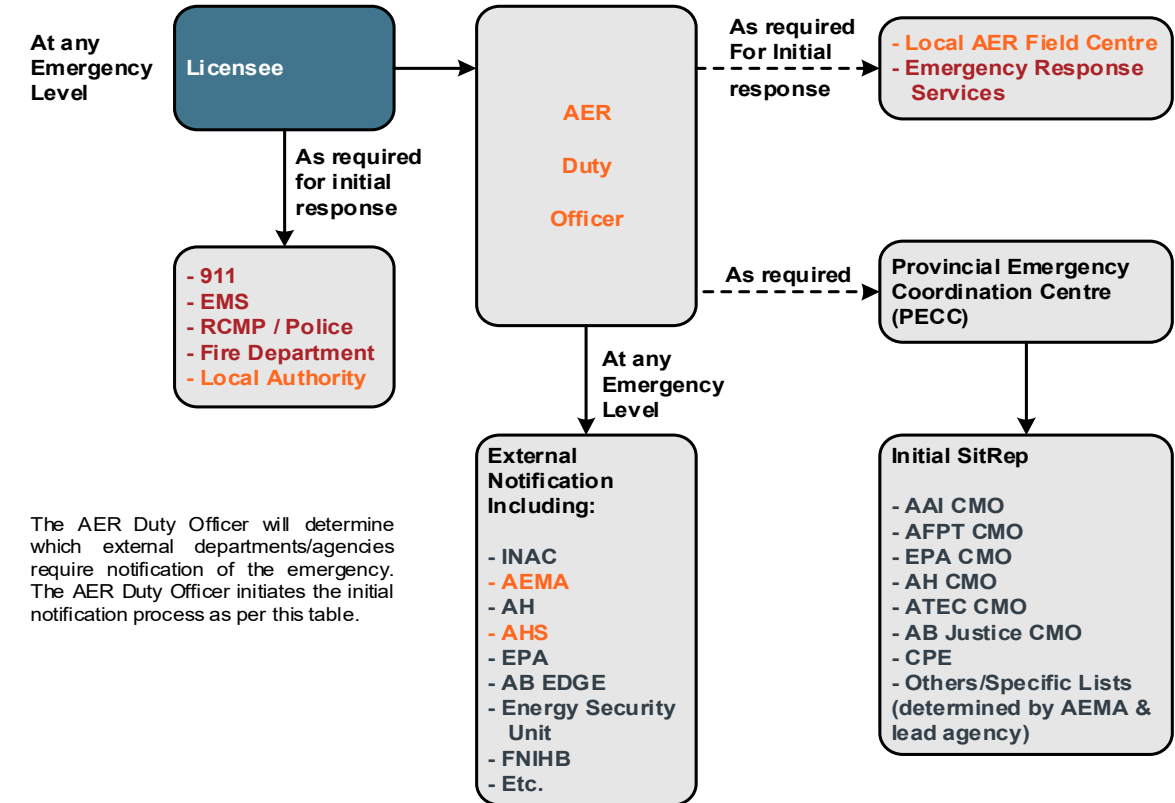 At any
Emergency
Level
Licensee
As required
for initial
response
- 911
- EMS
- RCMP / Police
- Fire Department
- Local Authority
AER
Duty
Officer
As required
For Initial
response
- Local AER Field Centre
- Emergency Response
Services
As required
Provincial Emergency
Coordination Centre
(PECC)
At any
Emergency
Level
External
Notification
Including:
- INAC
- AEMA
- AH
- AHS
- EPA
- AB EDGE
- Energy Security
Unit
- FNIHB
- Etc.
Initial SitRep
- AAI CMO
- AFPT CMO
- EPA CMO
- AH CMO
- ATEC CMO
- AB Justice CMO
- CPE
- Others/Specific Lists
(determined by AEMA &
lead agency)
The AER Duty Officer will determine
which external departments/agencies
require notification of the emergency.
The AER Duty Officer initiates the initial
notification process as per this table.